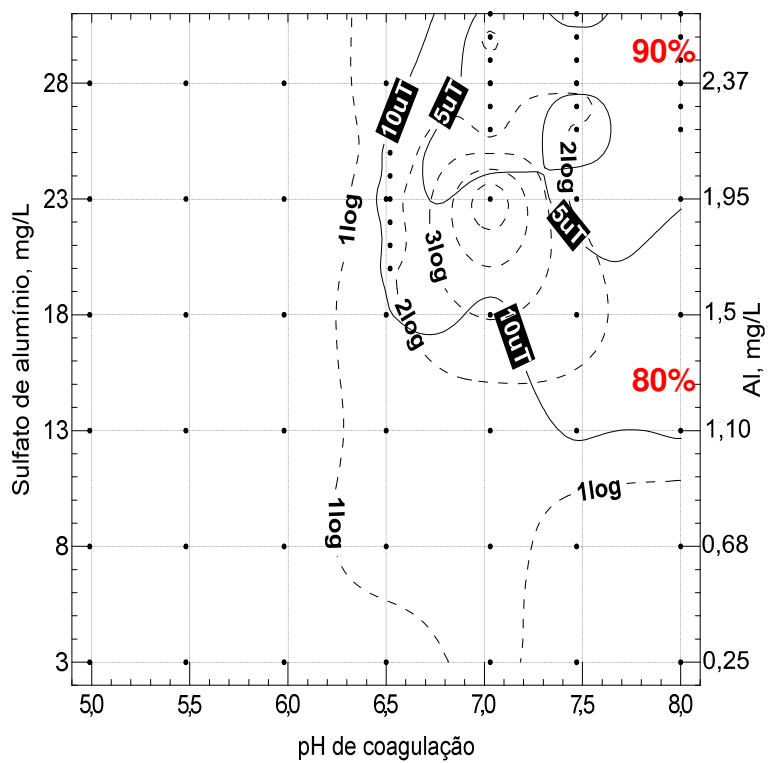 90%
28
10uT
5uT
2,37
2log
23
1log
1,95
5uT
3log
Sulfato de alumínio, mg/L
18
2log
10uT
1,5
Al, mg/L
80%
13
1,10
1log
1log
8
0,68
3
0,25
5,0 5,5 6,0 6,5 7,0 7,5 8,0
pH de coagulação